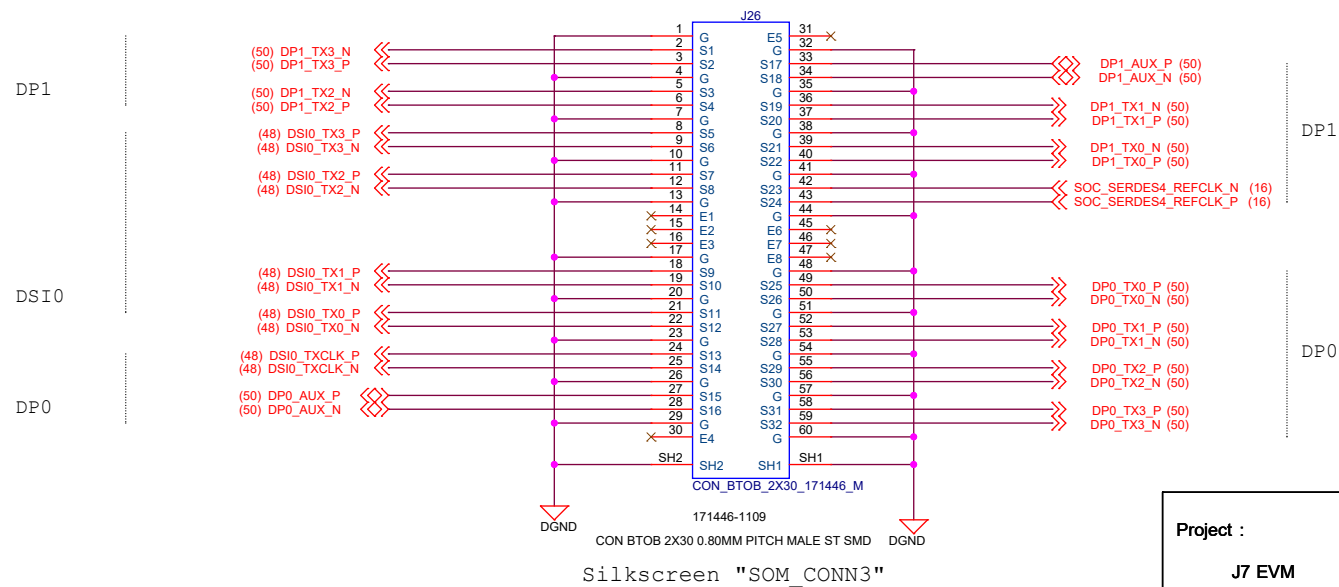 J26
1 G E5 31
(50) DP1_TX3_N 2 S1 G 32
(50) DP1_TX3_P 3 S2 S17 33 DP1_AUX_P (50)
4 G S18 34 DP1_AUX_N (50)
DP1 (50) DP1_TX2_N 5 S3 G 35
(50) DP1_TX2_P 6 S4 S19 36 DP1_TX1_N (50)
7 G S20 37 DP1_TX1_P (50)
(48) DSI0_TX3_P 8 S5 G 38 DP1
(48) DSI0_TX3_N 9 S6 S21 39 DP1_TX0_N (50)
10 G S22 40 DP1_TX0_P (50)
(48) DSI0_TX2_P 11 S7 G 41
(48) DSI0_TX2_N 12 S8 S23 42 SOC_SERDES4_REFCLK_N (16)
13 G S24 43 SOC_SERDES4_REFCLK_P (16)
14 E1 G 44
15 E2 E6 45
16 E3 E7 46
17 G E8 47
(48) DSI0_TX1_P 18 S9 G 48
(48) DSI0_TX1_N 19 S10 S25 49 DP0_TX0_P (50)
DSI0 20 G S26 50 DP0_TX0_N (50)
(48) DSI0_TX0_P 21 S11 G 51
(48) DSI0_TX0_N 22 S12 S27 52 DP0_TX1_P (50)
23 G S28 53 DP0_TX1_N (50)
(48) DSI0_TXCLK_P 24 S13 G 54 DP0
(48) DSI0_TXCLK_N 25 S14 S29 55 DP0_TX2_P (50)
26 G S30 56 DP0_TX2_N (50)
(50) DP0_AUX_P 27 S15 G 57
DP0 (50) DP0_AUX_N 28 S16 S31 58 DP0_TX3_P (50)
29 G S32 59 DP0_TX3_N (50)
30 E4 G 60
SH2 SH2 SH1 SH1
CON_BTOB_2X30_171446_M
171446-1109
DGND
CON BTOB 2X30 0.80MM PITCH MALE ST SMD
DGND
Silkscreen "SOM_CONN3"
Project :
J7 EVM